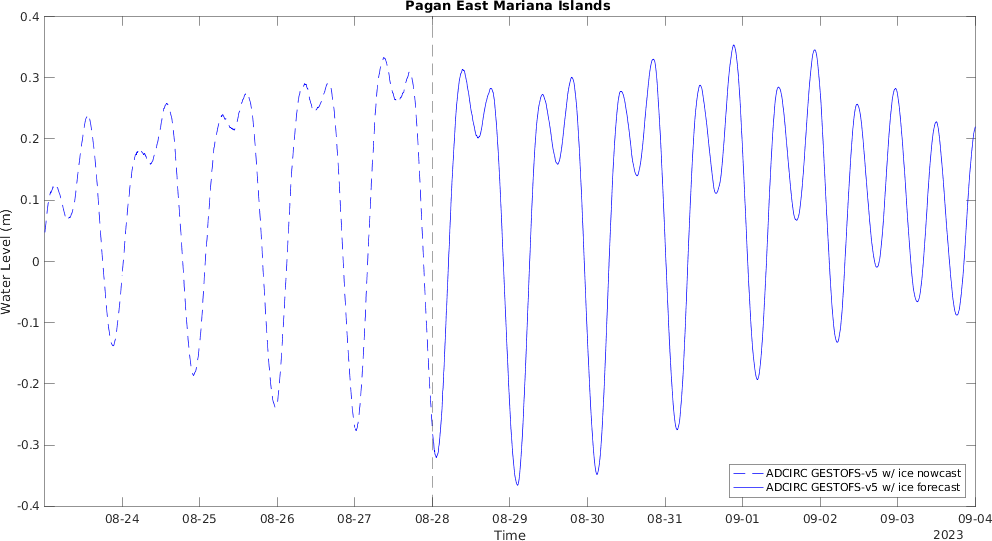 Pagan East Mariana Islands
0.4
0.3
0.2
0.1
0
-0.1
-0.2
-0.3
-0.4
Water Level (m)
08-24 08-25 08-26 08-27 08-28 08-29 08-30 08-31 09-01 09-02 09-03 09-04
Time
2023
ADCIRC GESTOFS-v5 w/ ice nowcast
ADCIRC GESTOFS-v5 w/ ice forecast